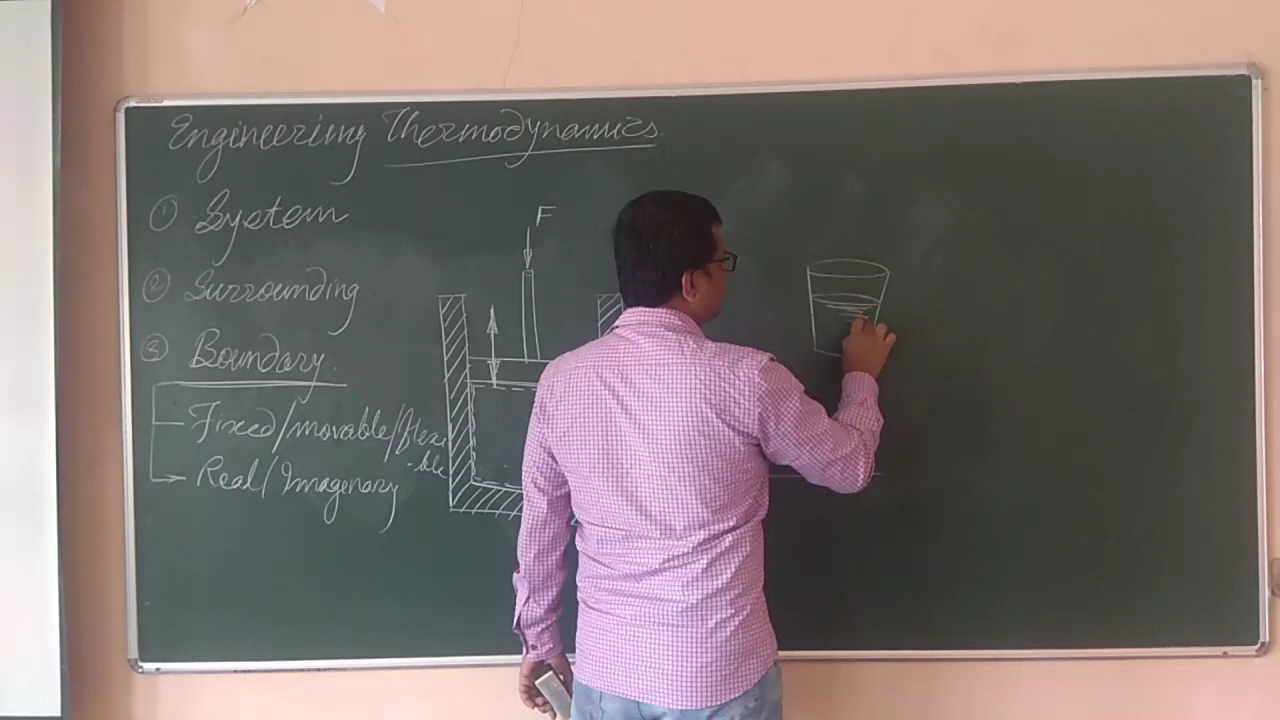 Engineering Thermodynamics
① System
② Surrounding
③ Boundary
Fixed/movable/flexi
-ble
Real/Imagenary
F